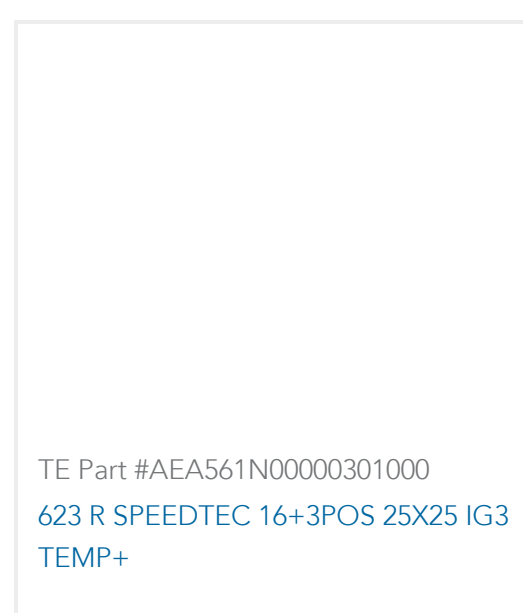 TE Part #AEA561N00000301000
623 R SPEEDTEC 16+3POS 25X25 IG3
TEMP+